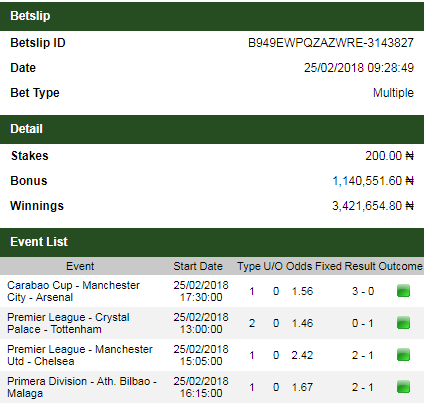 Betslip
Betslip ID B949EWPQZAZWRE-3143827
Date 25/02/2018 09:28:49
Bet Type Multiple
Detail
Stakes 200.00 ₦
Bonus 1,140,551.60 ₦
Winnings 3,421,654.80 ₦
Event List
Event Start Date Type U/O Odds Fixed Result Outcome
Carabao Cup - Manchester 25/02/2018
City - Arsenal 17:30:00 1 0 1.56 3 - 0
Premier League - Crystal 25/02/2018
Palace - Tottenham 13:00:00 2 0 1.46 0 - 1
Premier League - Manchester 25/02/2018
Utd - Chelsea 15:05:00 1 0 2.42 2 - 1
Primera Division - Ath. Bilbao - 25/02/2018
Malaga 16:15:00 1 0 1.67 2 - 1